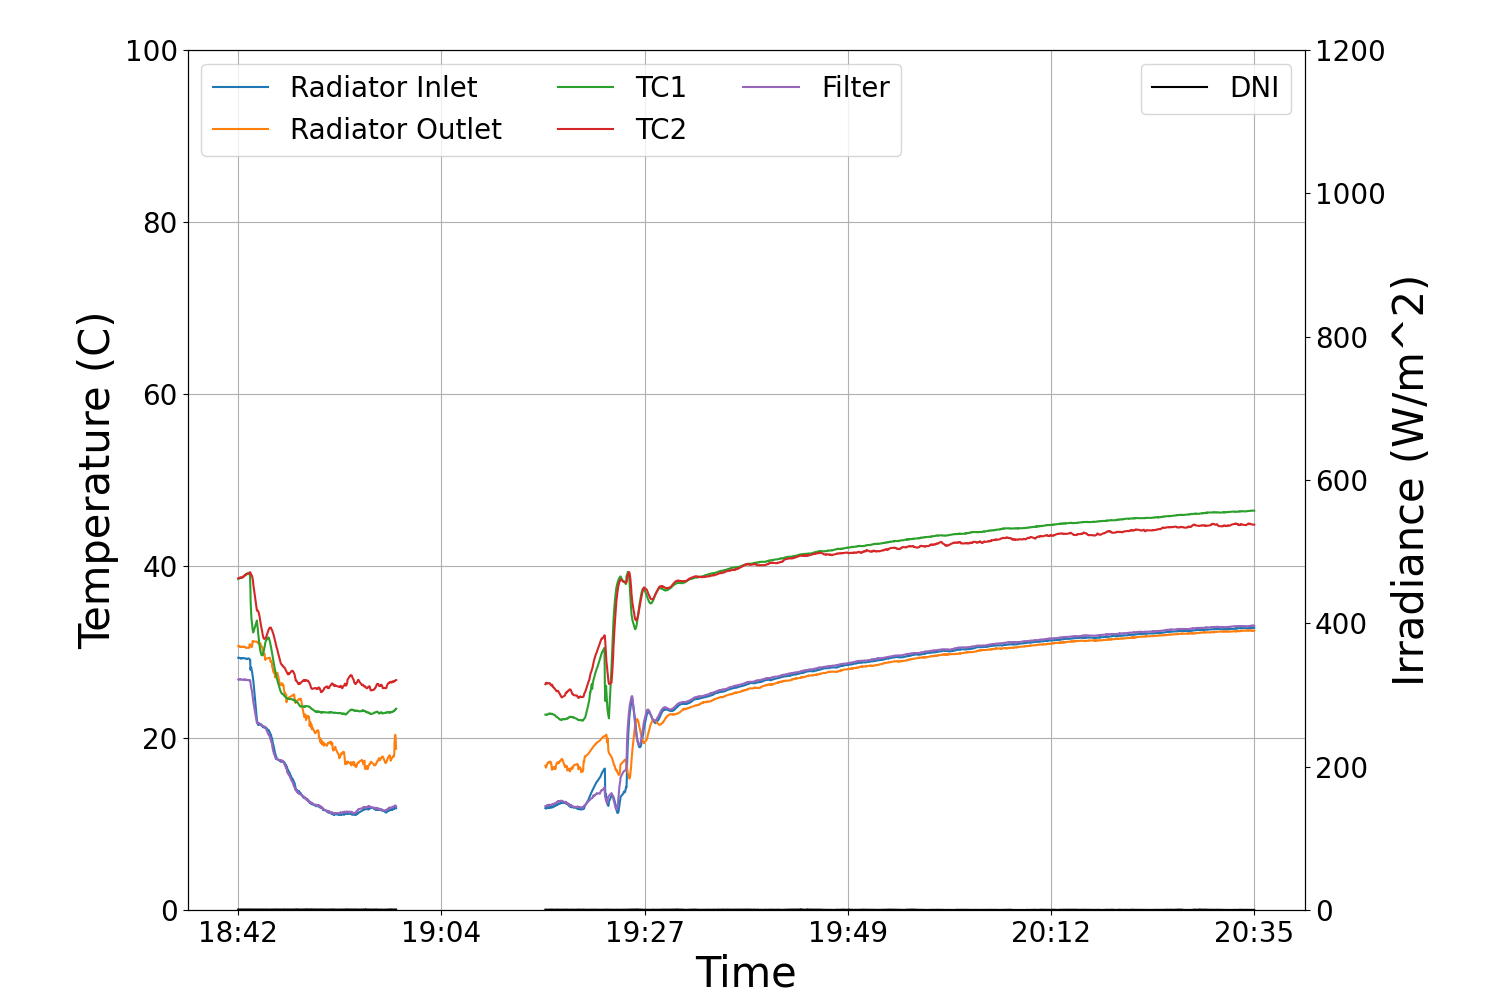 Radiator Inlet
Radiator Outlet
TC1
TC2
Filter
DNI
Temperature (C)
100
80
60
40
20
0
Irradiance (W/m^2)
1200
1000
800
600
400
200
0
18:42 19:04 19:27 19:49 20:12 20:35
Time